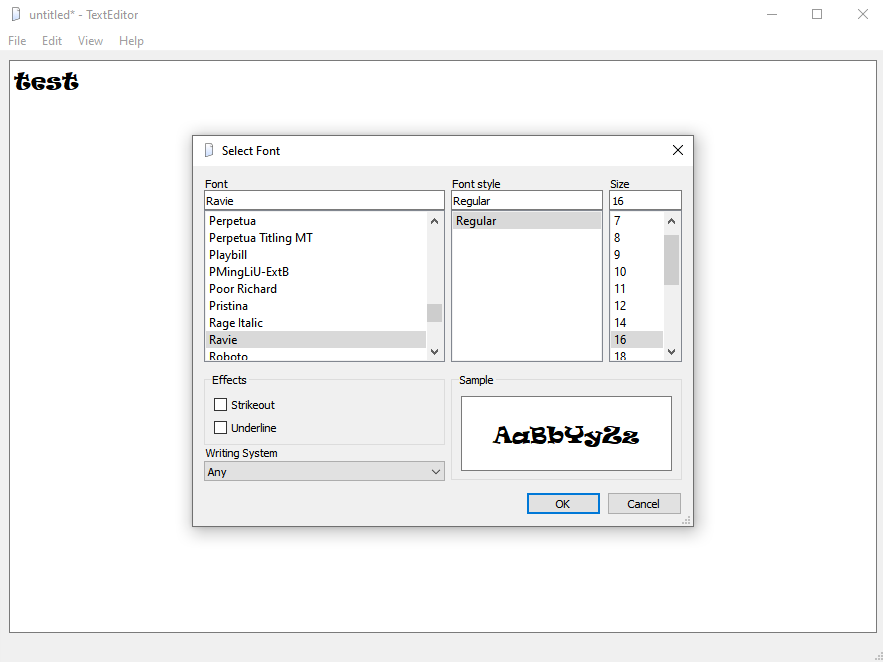 untitled* - TextEditor
File Edit View Help
test
Select Font
Font Font style Size
Ravie Regular 16
Perpetua Regular 7
Perpetua Titling MT 8
Playbill 9
PMingLiU-ExtB 10
Poor Richard 11
Pristina 12
Rage Italic 14
Ravie 16
Roboto 18
Effects Sample
Strikeout
Underline
AaBbYyZz
Writing System
Any
OK Cancel